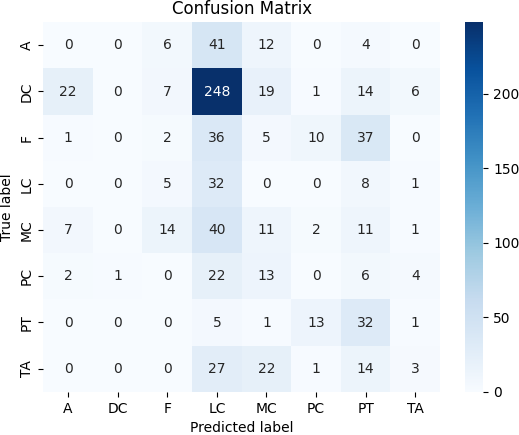 Confusion Matrix
True label
A 0 0 6 41 12 0 4 0
DC 22 0 7 248 19 1 14 6
F 1 0 2 36 5 10 37 0
LC 0 0 5 32 0 0 8 1
MC 7 0 14 40 11 2 11 1
PC 2 1 0 22 13 0 6 4
PT 0 0 0 5 1 13 32 1
TA 0 0 0 27 22 1 14 3
A DC F LC MC PC PT TA
Predicted label
200
150
100
50
0